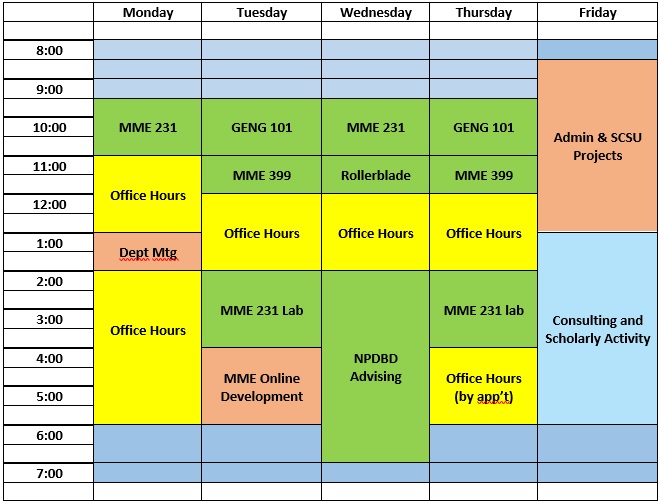 Monday Tuesday Wednesday Thursday Friday
8:00
9:00
10:00 MME 231 GENG 101 MME 231 GENG 101
Admin & SCSU
Projects
11:00
MME 399 Rollerblade MME 399
Office Hours
12:00
Office Hours Office Hours Office Hours
1:00
Dept Mtg
2:00
MME 231 Lab MME 231 lab
3:00
Consulting and
Scholarly Activity
Office Hours
4:00
NPDBD
Advising
MME Online
Development
Office Hours
(by app't)
5:00
6:00
7:00